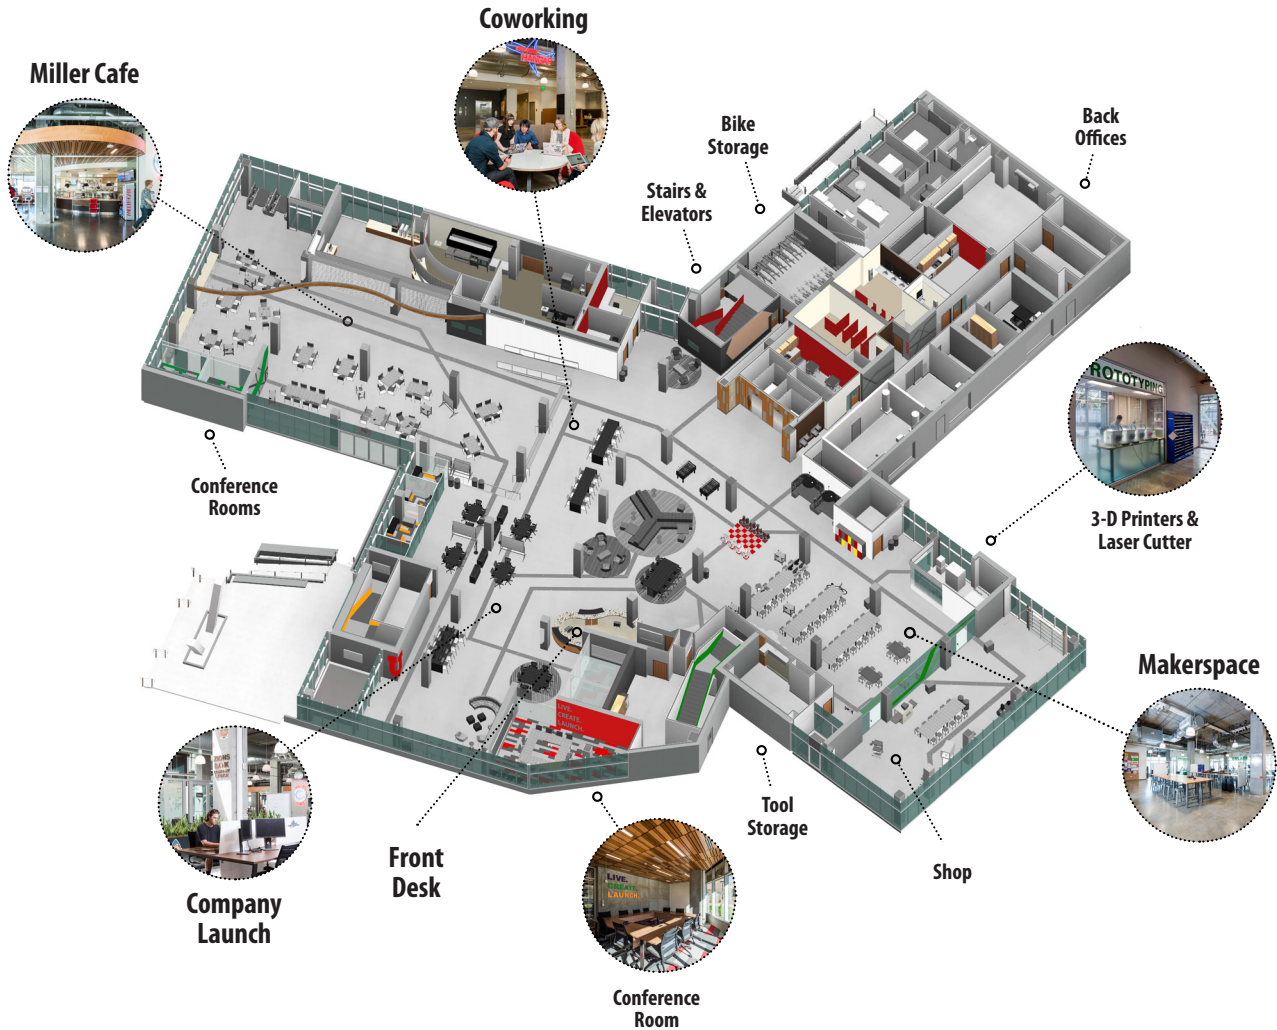 Coworking
Miller Cafe
Bike
Storage
Back
Offices
Stairs &
Elevators
ROTOTYPING
Conference
Rooms
3-D Printers &
Laser Cutter
Makerspace
LIVE.
CREATE.
LAUNCH.
Tool
Storage
Front
Desk
Shop
LIVE.
CREATE.
LAUNCH.
Company
Launch
Conference
Room